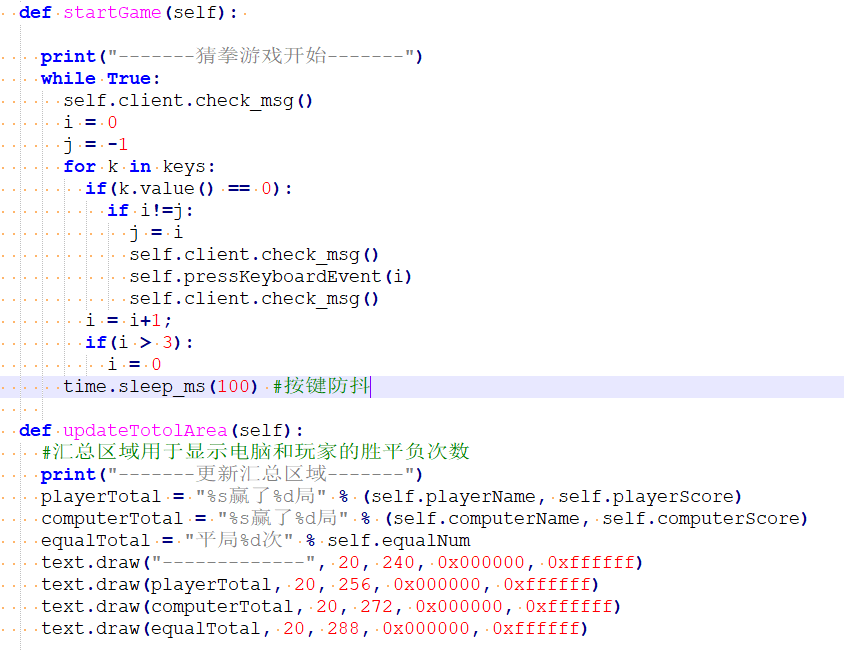 def startGame(self):
print("-------猜拳游戏开始-------")
while True:
self.client.check_msg()
i = 0
j = -1
for k in keys:
if(k.value() == 0):
if i!=j:
j = i
self.client.check_msg()
self.pressKeyboardEvent(i)
self.client.check_msg()
i = i+1;
if(i > 3):
i = 0
time.sleep_ms(100) #按键防抖
def updateTotolArea(self):
#汇总区域用于显示电脑和玩家的胜平负次数
print("-------更新汇总区域-------")
playerTotal = "%s赢了%d局" % (self.playerName, self.playerScore)
computerTotal = "%s赢了%d局" % (self.computerName, self.computerScore)
equalTotal = "平局%d次" % self.equalNum
text.draw("-------------", 20, 240, 0x000000, 0xffffff)
text.draw(playerTotal, 20, 256, 0x000000, 0xffffff)
text.draw(computerTotal, 20, 272, 0x000000, 0xffffff)
text.draw(equalTotal, 20, 288, 0x000000, 0xffffff)